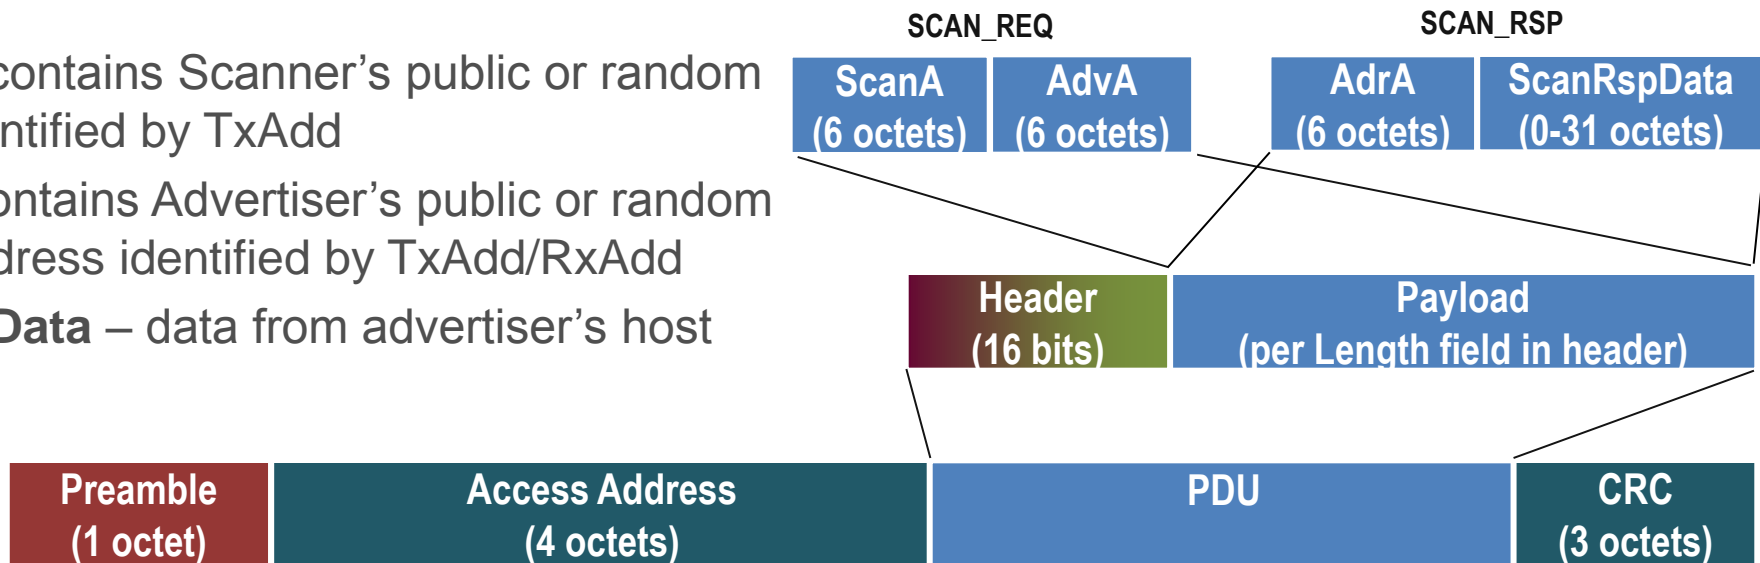 contains Scanner's public or random
ntified by TxAdd
ontains Advertiser's public or random
dress identified by TxAdd/RxAdd
Data – data from advertiser's host
SCAN_REQ
ScanA
(6 octets)
AdvA
(6 octets)
SCAN_RSP
AdrA
(6 octets)
ScanRspData
(0-31 octets)
Header
(16 bits)
Payload
(per Length field in header)
Preamble
(1 octet)
Access Address
(4 octets)
PDU
CRC
(3 octets)